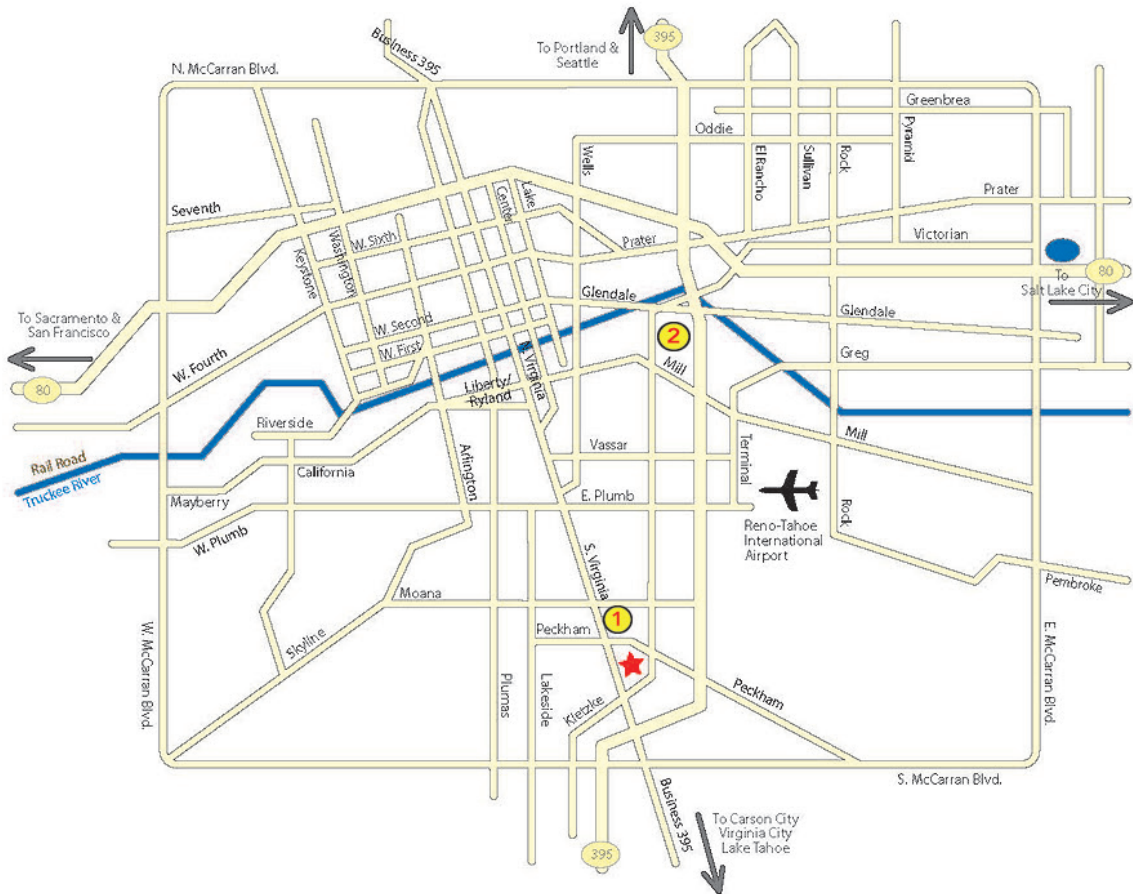 395
To Portland &
Seattle
Business 395
N. McCarran Blvd.
Greenbrea
Oddie
Wells
El Rancho
Sullivan
Rock
Pyramid
Lake
Center
Prater
Seventh
Washington
W. Sixth
Keystone
Prater
Victorian
To
Salt Lake City
80
Glendale
Glendale
To Sacramento &
San Francisco
W. Second
W. First
N. Virginia
2
Mill
Greg
W. Fourth
80
Liberty/
Ryland
Riverside
Arlington
Vassar
Terminal
Mill
Rail Road
Truckee River
California
Mayberry
E. Plumb
Rock
W. Plumb
Reno-Tahoe
International
Airport
S. Virginia
Pembroke
Moana
1
Peckham
Skyline
W. McCarran Blvd.
E. McCarran Blvd.
Plumas
Lakeside
Kletzke
Peckham
S. McCarran Blvd.
Business 395
To Carson City
Virginia City
Lake Tahoe
395